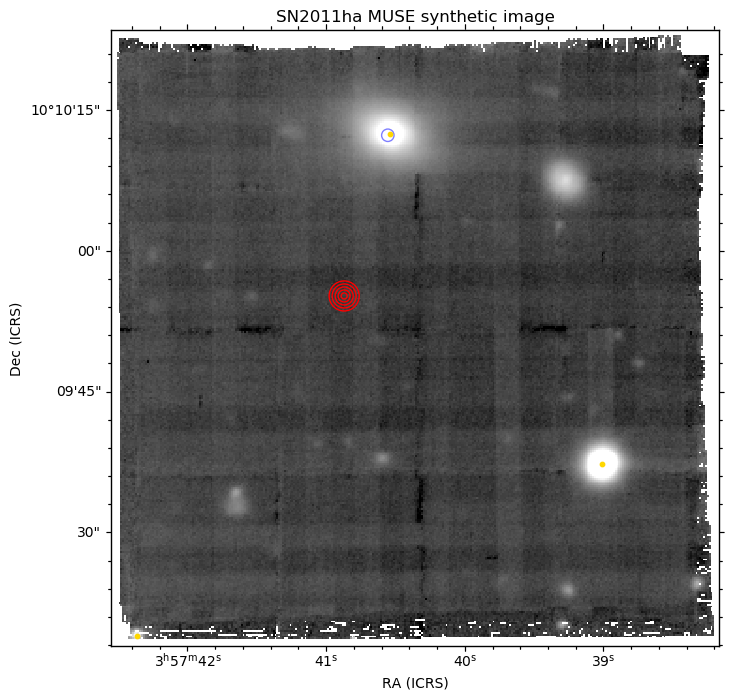 SN2011ha MUSE synthetic image
10°10'15"
00"
09'45"
30"
3ʰ57ᵐ42ˢ 41ˢ 40ˢ 39ˢ
RA (ICRS)
Dec (ICRS)